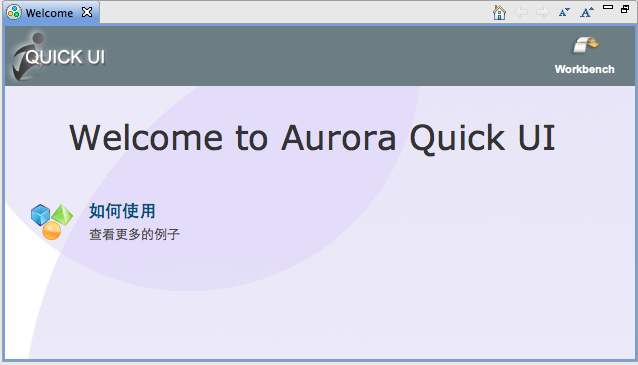 Welcome
A A
QUICK UI
Workbench
Welcome to Aurora Quick UI
如何使用
查看更多的例子